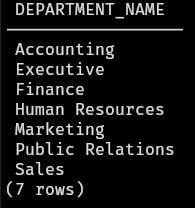 DEPARTMENT_NAME
Accounting
Executive
Finance
Human Resources
Marketing
Public Relations
Sales
(7 rows)